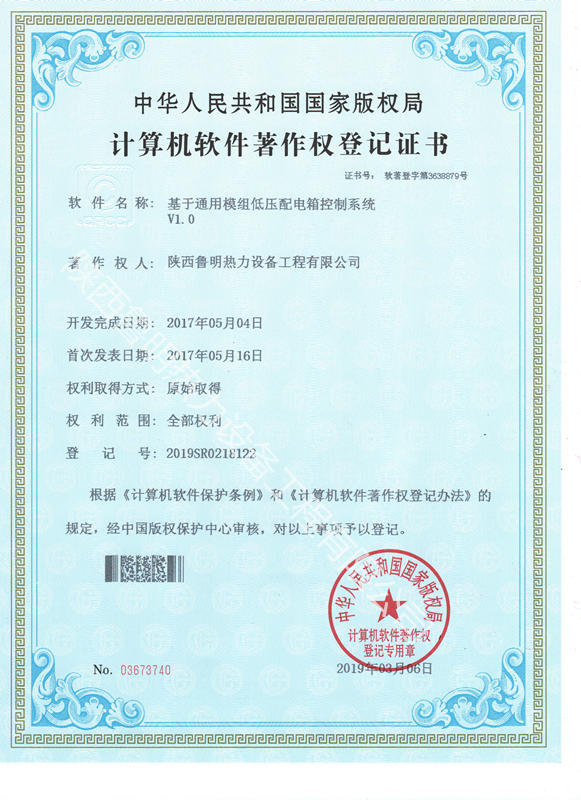 中华人民共和国国家版权局
计算机软件著作权登记证书
证书号: 软著登字第3638879号
软件名称: 基于通用模组低压配电箱控制系统
V1.0
著作权人: 陕西鲁明热力设备工程有限公司
开发完成日期: 2017年05月04日
首次发表日期: 2017年05月16日
权利取得方式: 原始取得
权利范围: 全部权利
登记号: 2019SR0218122
根据《计算机软件保护条例》和《计算机软件著作权登记办法》的
规定，经中国版权保护中心审核，对以上事项予以登记。
中华人民共和国国家版权局
计算机软件著作权
登记专用章
No. 03673740
2019年03月06日
陕西鲁明热力设备工程有限公司